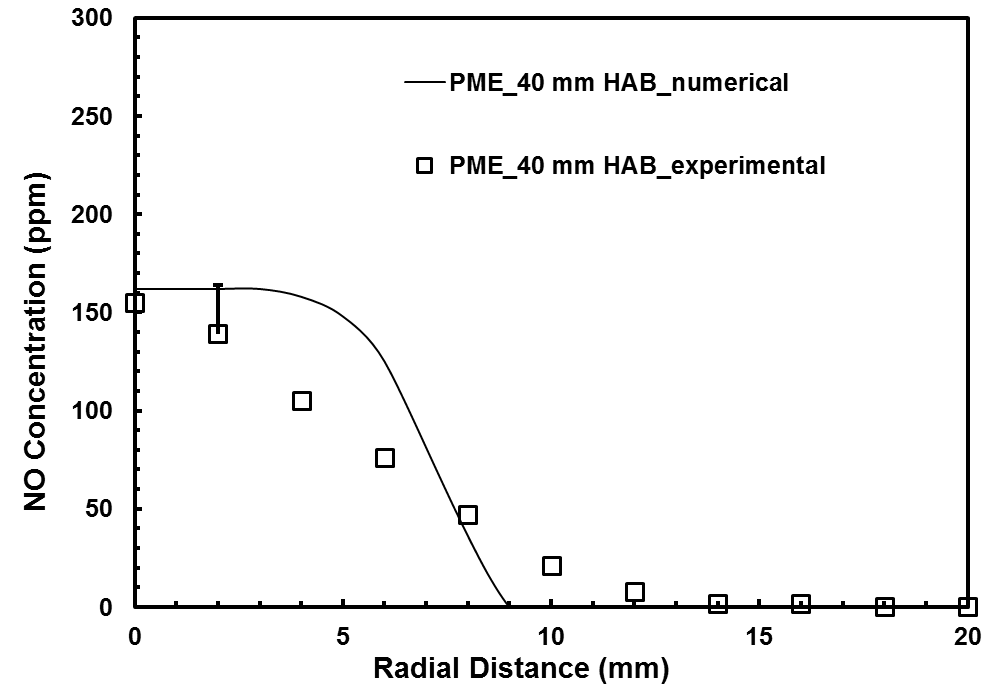 300
250
200
150
100
50
0
NO Concentration (ppm)
PME_40 mm HAB_numerical
PME_40 mm HAB_experimental
0 5 10 15 20
Radial Distance (mm)